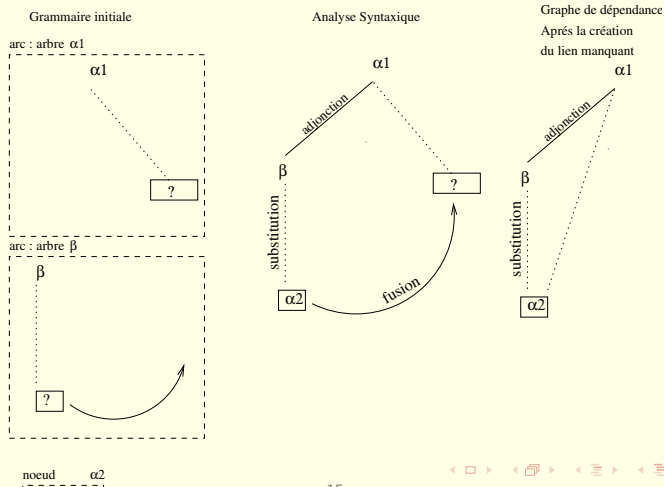 Grammaire initiale
arc : arbre α1
α1
?
arc : arbre β
β
?
noeud α2
Analyse Syntaxique
α1
adjonction
β
?
substitution
α2
fusion
Graphe de dépendance
Aprés la création
du lien manquant
α1
adjonction
β
substitution
α2